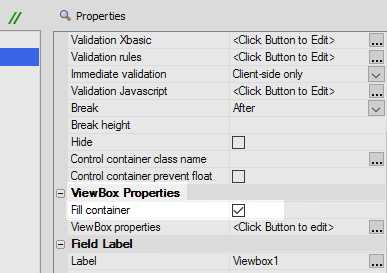 //
Properties
Validation Xbasic <Click Button to Edit> ...
Validation rules <Click Button to Edit> ...
Immediate validation Client-side only
Validation Javascript <Click Button to Edit> ...
Break After
Break height
Hide
Control container class name ...
Control container prevent float
ViewBox Properties
Fill container
ViewBox properties <Click Button to edit> ...
Field Label
Label Viewbox1 ...